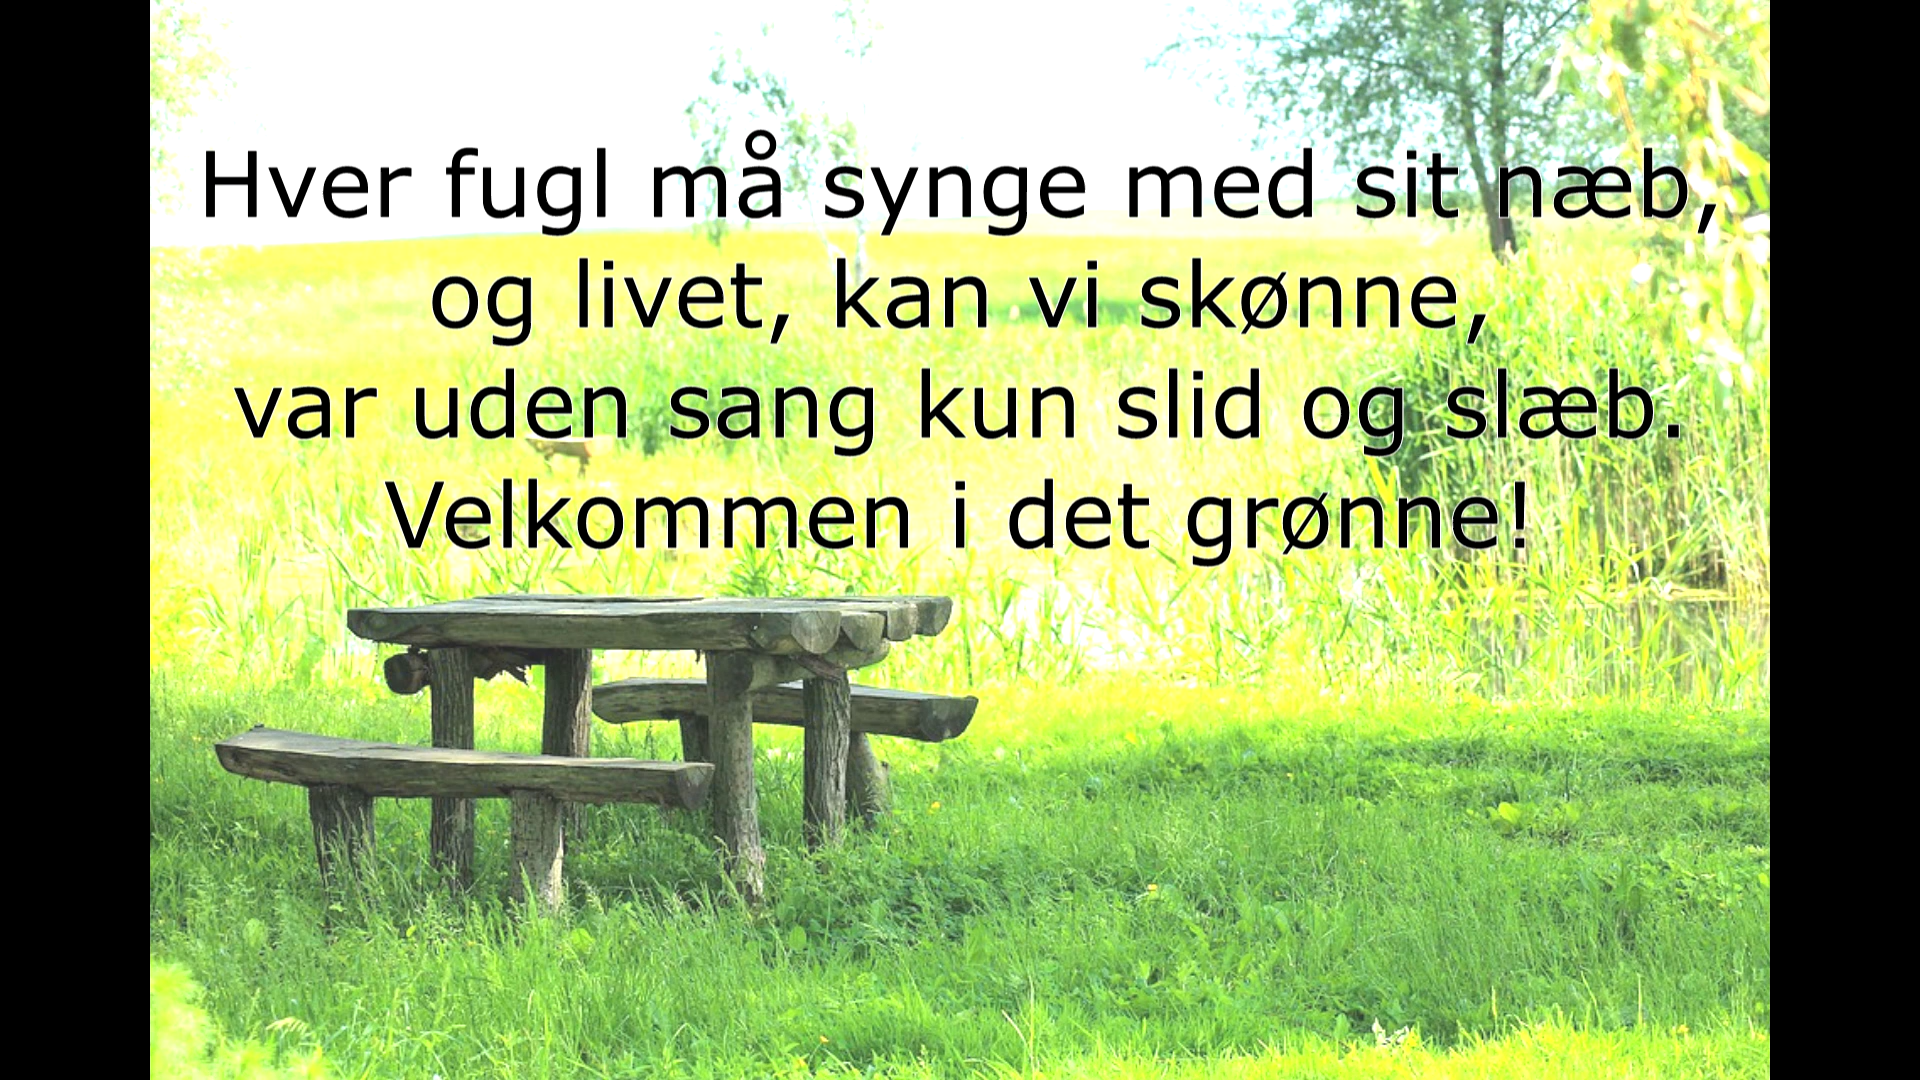 Hver fugl må synge med sit næb,
og livet, kan vi skønne,
var uden sang kun slid og slæb.
Velkommen i det grønne!